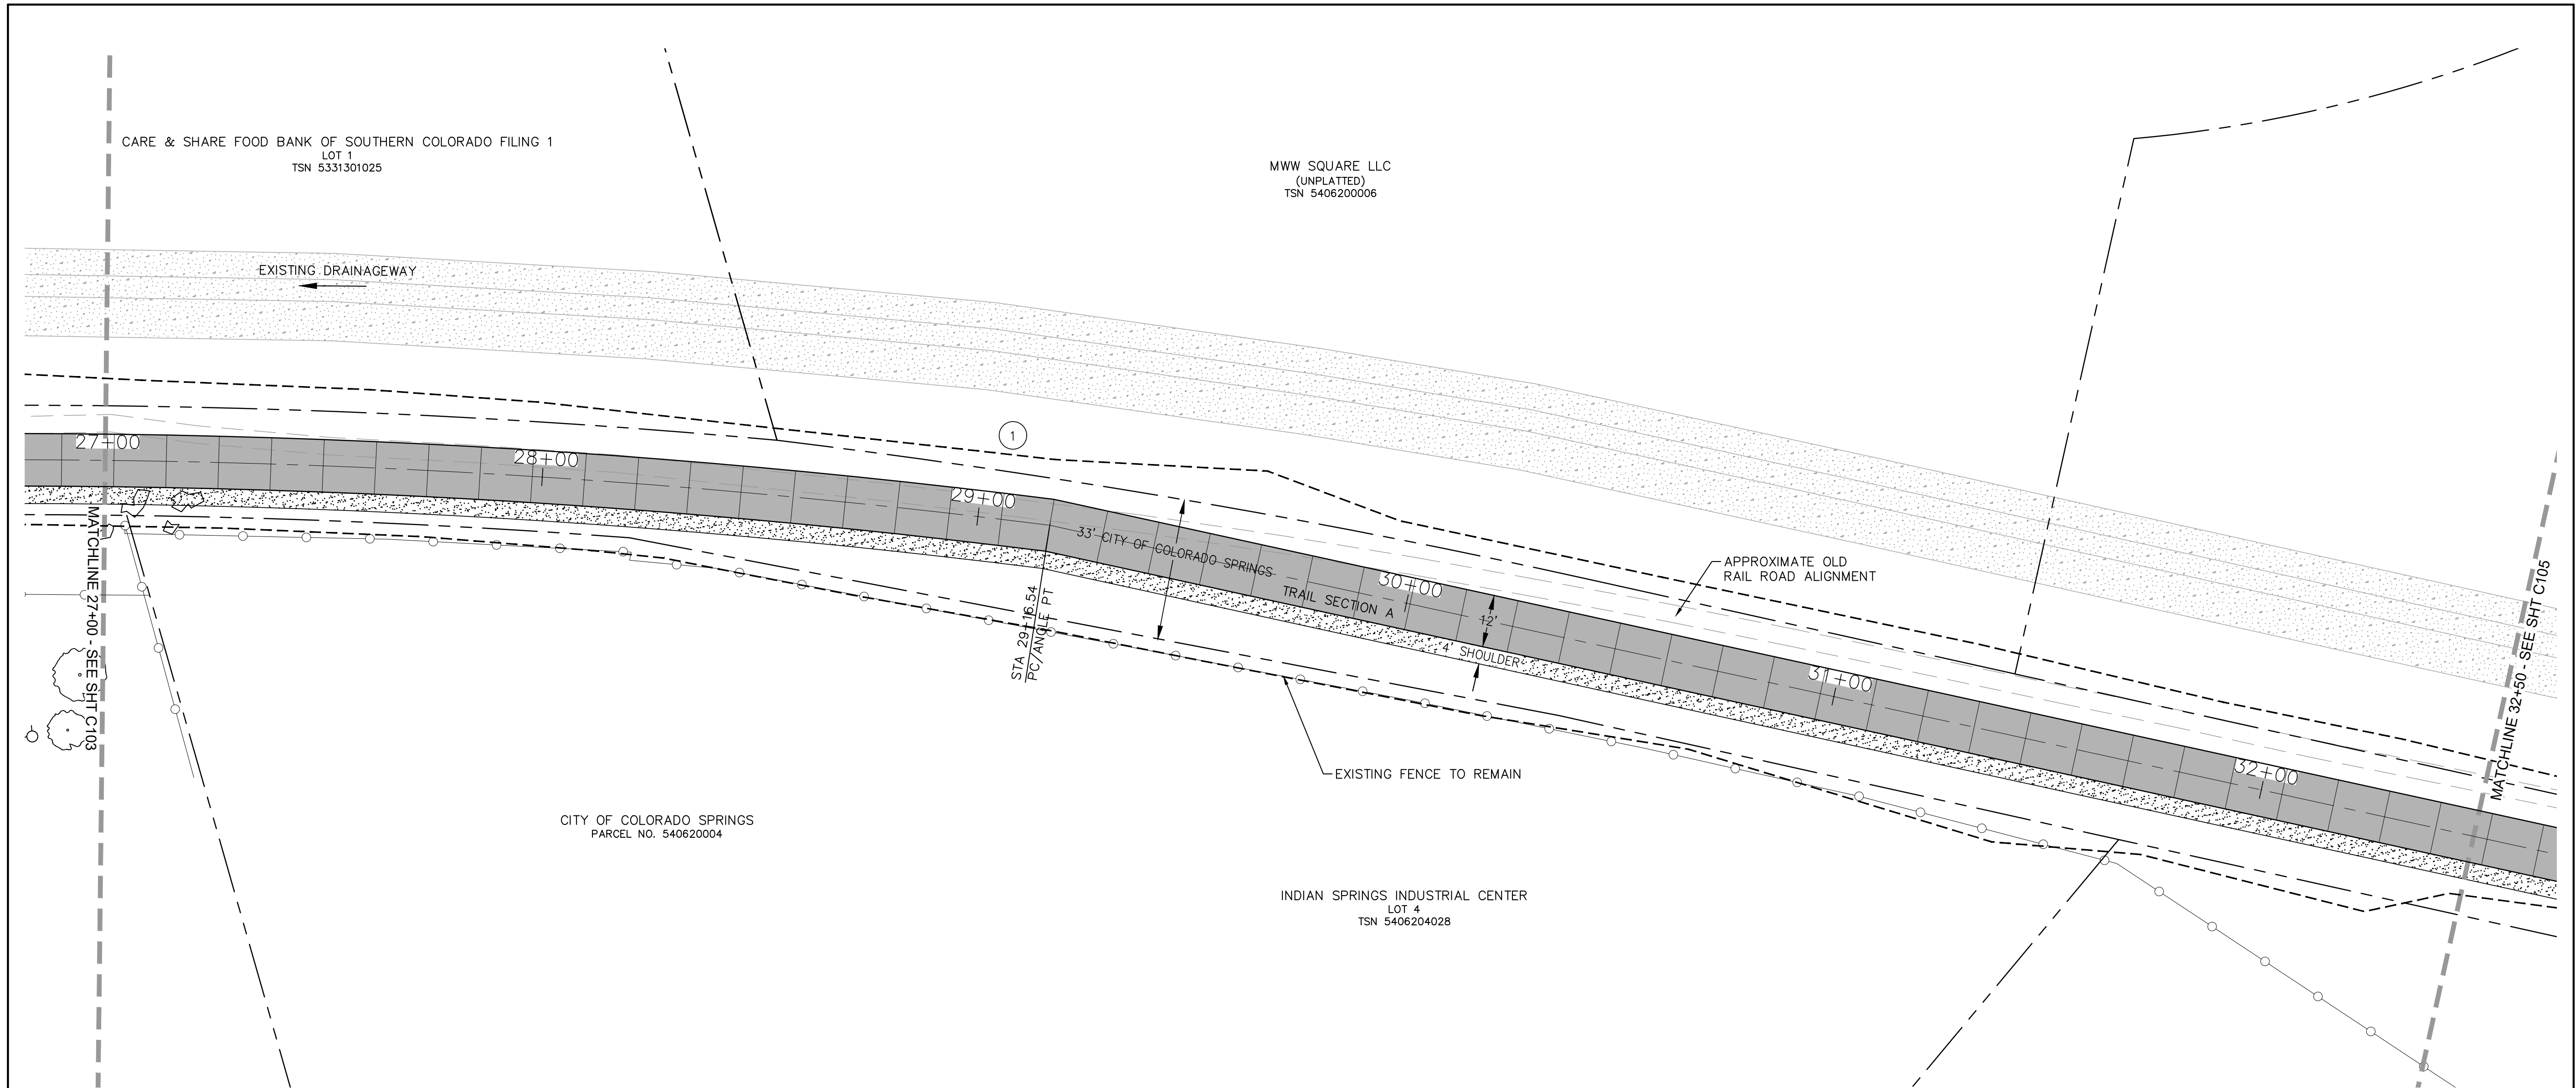 CARE & SHARE FOOD BANK OF SOUTHERN COLORADO FILING 1
LOT 1
TSN 5331301025
MWW SQUARE LLC
(UNPLATTED)
TSN 5406200006
EXISTING DRAINAGEWAY
27+00
28+00
29+00
30+00
31+00
32+00
1
33' CITY OF COLORADO SPRINGS
TRAIL SECTION A
12'
4' SHOULDER
APPROXIMATE OLD
RAIL ROAD ALIGNMENT
STA 29+16.54
PC/ANGLE PT
MATCHLINE 27+00 - SEE SHT C103
MATCHLINE 32+50 - SEE SHT C105
EXISTING FENCE TO REMAIN
CITY OF COLORADO SPRINGS
PARCEL NO. 540620004
INDIAN SPRINGS INDUSTRIAL CENTER
LOT 4
TSN 5406204028